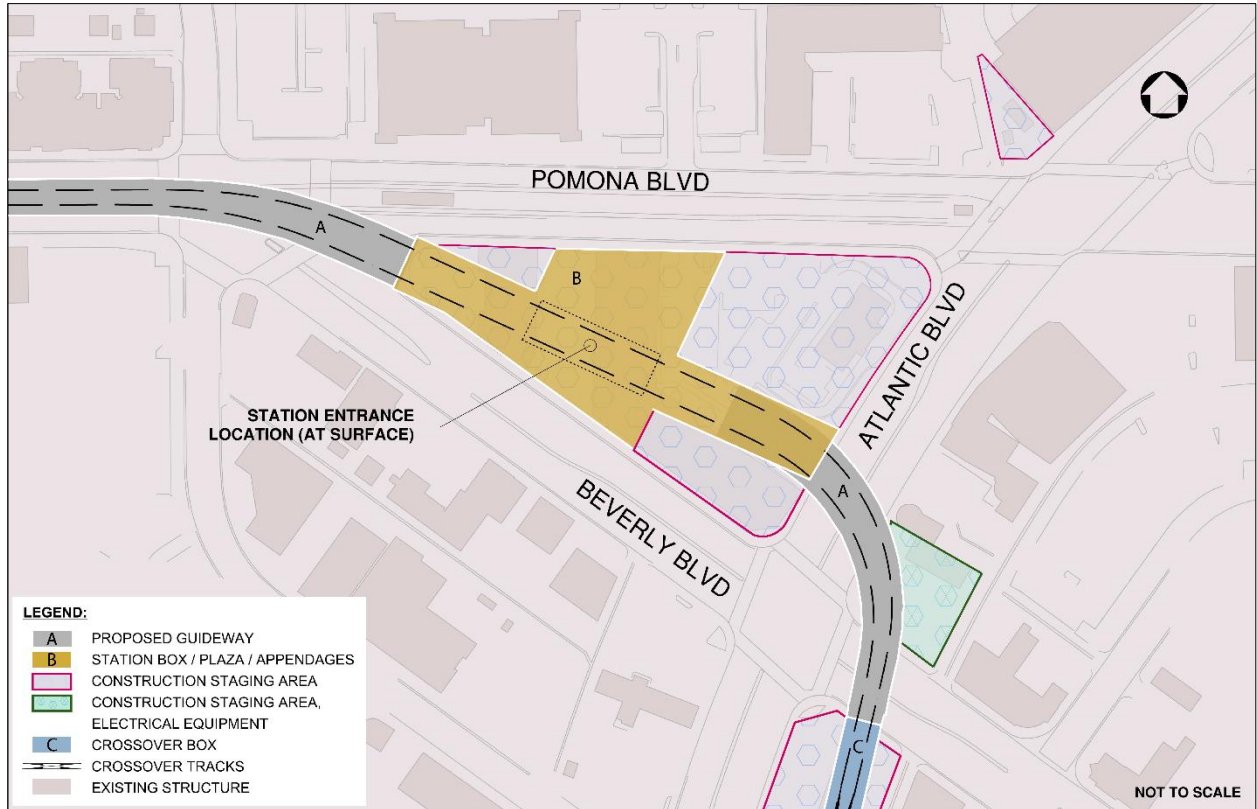 POMONA BLVD
A
B
ATLANTIC BLVD
STATION ENTRANCE
LOCATION (AT SURFACE)
A
BEVERLY BLVD
LEGEND:
A PROPOSED GUIDEWAY
B STATION BOX / PLAZA / APPENDAGES
CONSTRUCTION STAGING AREA
CONSTRUCTION STAGING AREA,
ELECTRICAL EQUIPMENT
C CROSSOVER BOX
CROSSOVER TRACKS
EXISTING STRUCTURE
C
NOT TO SCALE